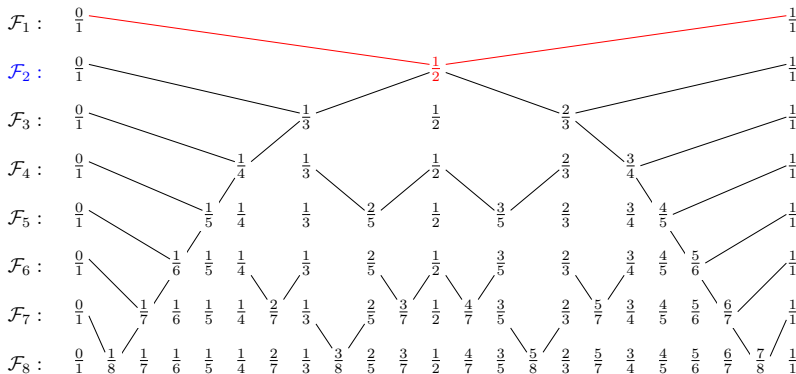 F₁ : 0/1 1/1
F₂ : 0/1 1/2 1/1
F₃ : 0/1 1/3 1/2 2/3 1/1
F₄ : 0/1 1/4 1/3 1/2 2/3 3/4 1/1
F₅ : 0/1 1/5 1/4 1/3 2/5 1/2 3/5 2/3 3/4 4/5 1/1
F₆ : 0/1 1/6 1/5 1/4 1/3 2/5 1/2 3/5 2/3 3/4 4/5 5/6 1/1
F₇ : 0/1 1/7 1/6 1/5 1/4 2/7 1/3 2/5 3/7 1/2 4/7 3/5 2/3 5/7 3/4 4/5 5/6 6/7 1/1
F₈ : 0/1 1/8 1/7 1/6 1/5 1/4 2/7 1/3 3/8 2/5 3/7 1/2 4/7 3/5 5/8 2/3 5/7 3/4 4/5 5/6 6/7 7/8 1/1